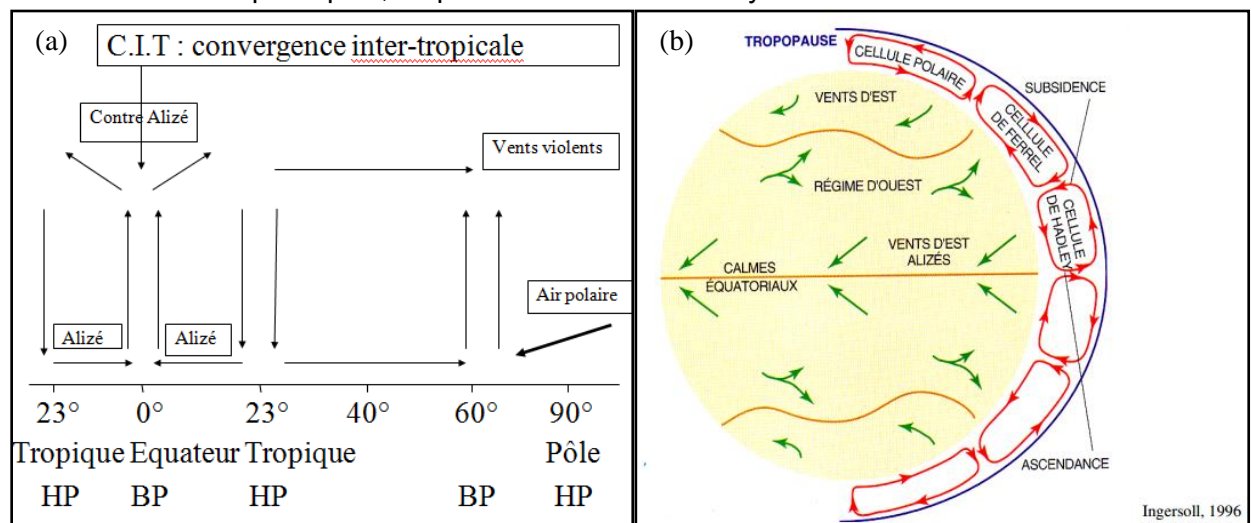 (a)
C.I.T : convergence inter-tropicale
Contre Alizé
Vents violents
Air polaire
Alizé
Alizé
23° 0° 23° 40° 60° 90°
Tropique Equateur Tropique Pôle
HP BP HP BP HP
(b)
TROPOPAUSE
CELLULE POLAIRE
SUBSIDENCE
VENTS D'EST
CELLLULE
DE FERREL
RÉGIME D'OUEST
CELLULE
DE HADLEY
VENTS D'EST
ALIZÉS
CALMES
ÉQUATORIAUX
ASCENDANCE
Ingersoll, 1996